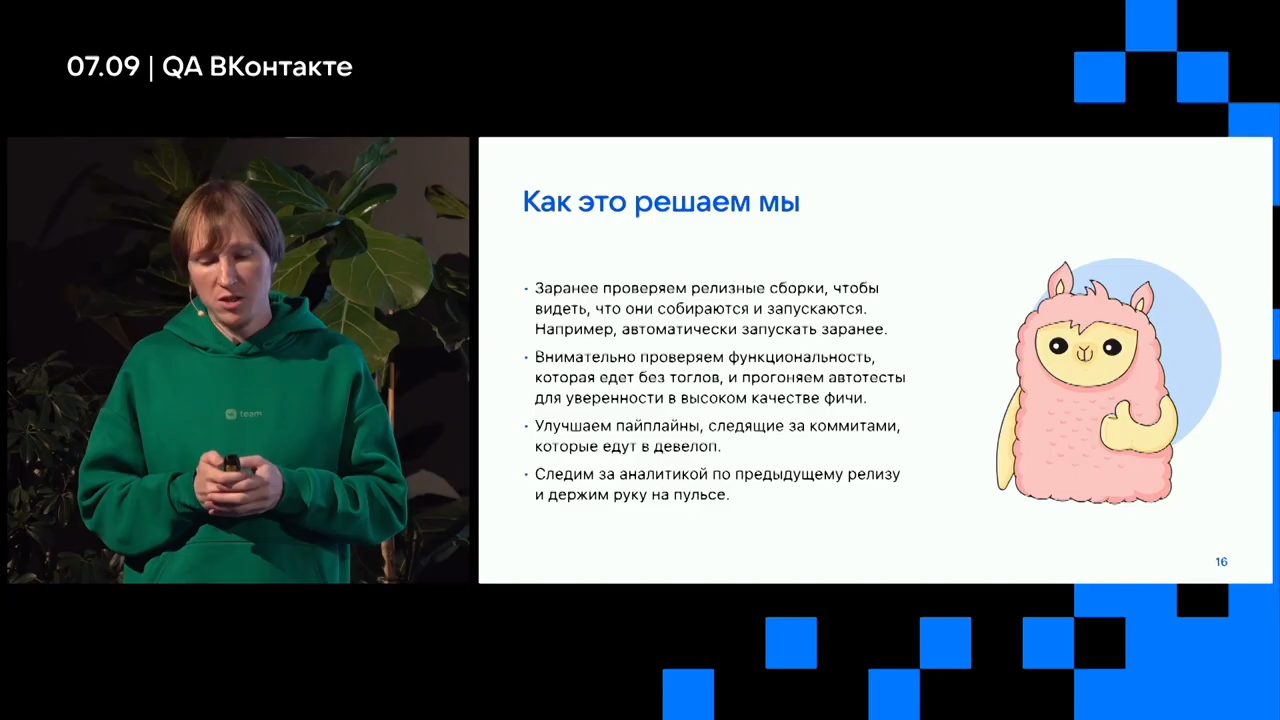 07.09 | QA ВКонтакте
team
Как это решаем мы
· Заранее проверяем релизные сборки, чтобы
видеть, что они собираются и запускаются.
Например, автоматически запускать заранее.
· Внимательно проверяем функциональность,
которая едет без тоглов, и прогоняем автотесты
для уверенности в высоком качестве фичи.
· Улучшаем пайплайны, следящие за коммитами,
которые едут в девелоп.
· Следим за аналитикой по предыдущему релизу
и держим руку на пульсе.
16